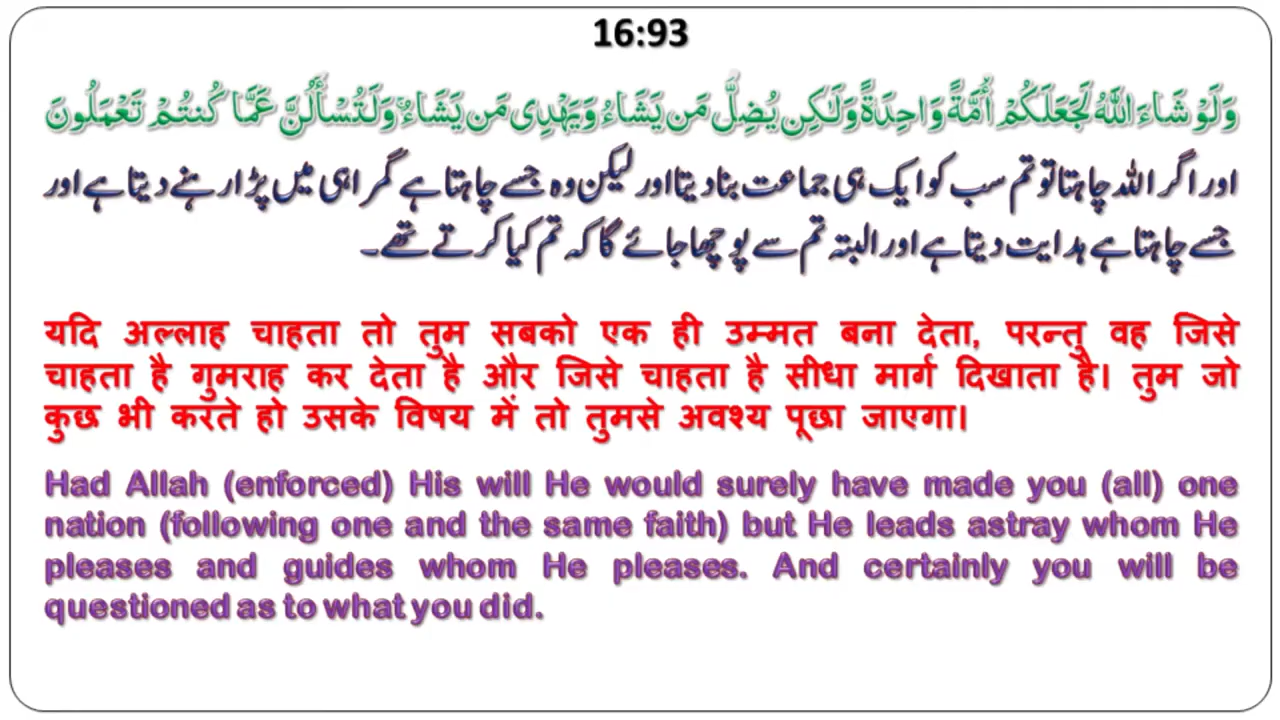 16:93
وَلَوْ شَاءَ اللَّهُ لَجَعَلَكُمْ أُمَّةً وَاحِدَةً وَلَٰكِن يُضِلُّ مَن يَشَاءُ وَيَهْدِى مَن يَشَاءُ ۚ وَلَتُسْأَلُنَّ عَمَّا كُنتُمْ تَعْمَلُونَ
اور اگر اللہ چاہتا تو تم سب کو ایک ہی جماعت بنا دیتا اور لیکن وہ جسے چاہتا ہے گمراہی میں پڑا رہنے دیتا ہے اور
جسے چاہتا ہے ہدایت دیتا ہے اور البتہ تم سے پوچھا جائے گا کہ تم کیا کرتے تھے۔
यदि अल्लाह चाहता तो तुम सबको एक ही उम्मत बना देता, परन्तु वह जिसे
चाहता है गुमराह कर देता है और जिसे चाहता है सीधा मार्ग दिखाता है। तुम जो
कुछ भी करते हो उसके विषय में तो तुमसे अवश्य पूछा जाएगा।
Had Allah (enforced) His will He would surely have made you (all) one
nation (following one and the same faith) but He leads astray whom He
pleases and guides whom He pleases. And certainly you will be
questioned as to what you did.